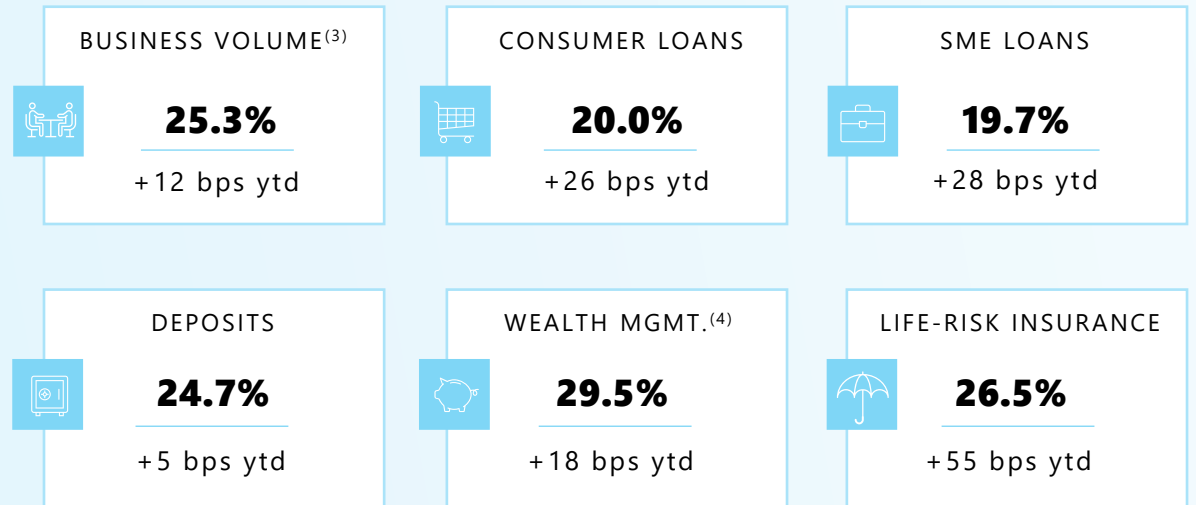 BUSINESS VOLUME(3)
25.3%
+12 bps ytd
CONSUMER LOANS
20.0%
+26 bps ytd
SME LOANS
19.7%
+28 bps ytd
DEPOSITS
24.7%
+5 bps ytd
WEALTH MGMT.(4)
29.5%
+18 bps ytd
LIFE-RISK INSURANCE
26.5%
+55 bps ytd